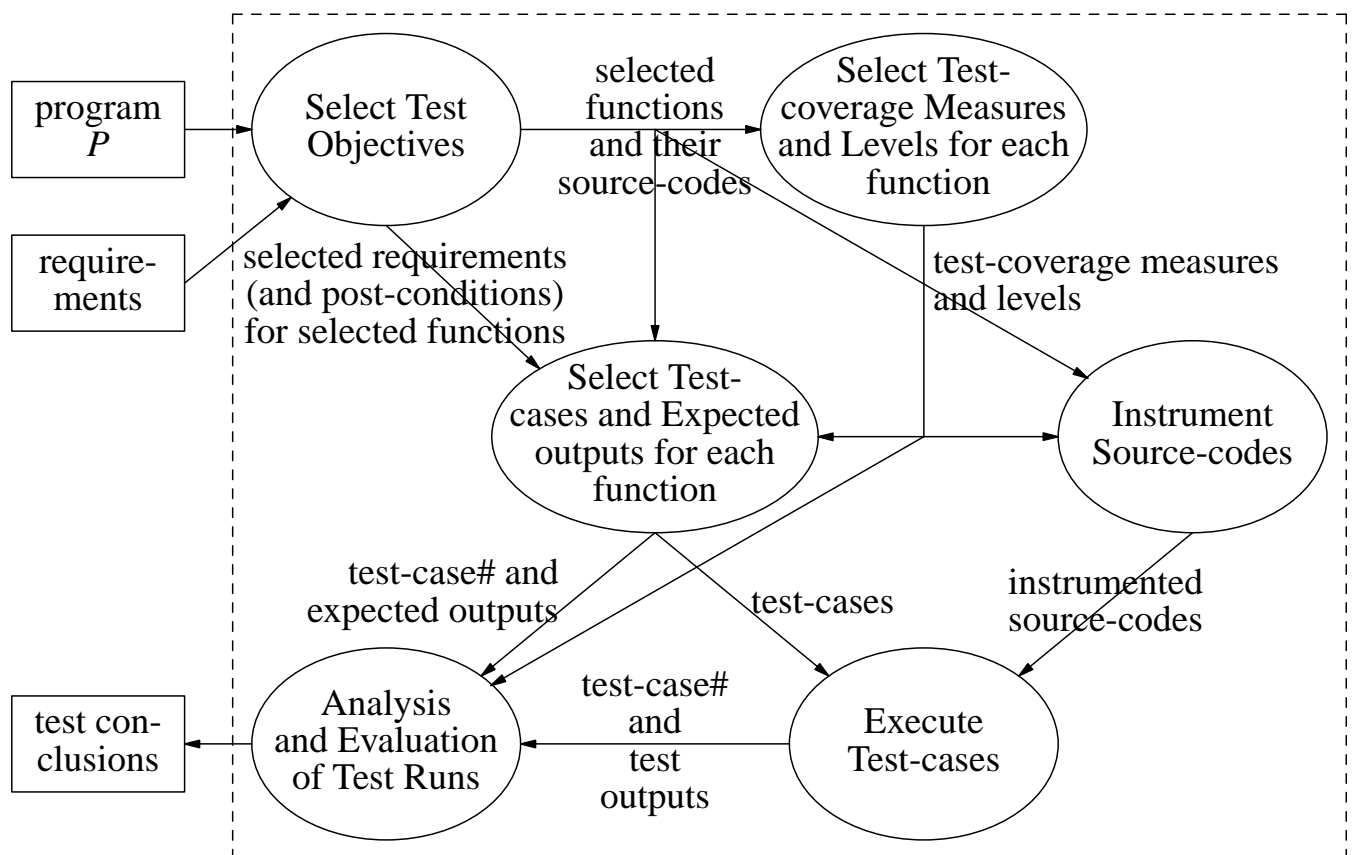 program
P
Select Test
Objectives
selected
functions
and their
source-codes
Select Test-
coverage Measures
and Levels for each
function
require-
ments
selected requirements
(and post-conditions)
for selected functions
test-coverage measures
and levels
Select Test-
cases and Expected
outputs for each
function
Instrument
Source-codes
test-case# and
expected outputs
test-cases
instrumented
source-codes
test con-
clusions
Analysis
and Evaluation
of Test Runs
test-case#
and
test
outputs
Execute
Test-cases